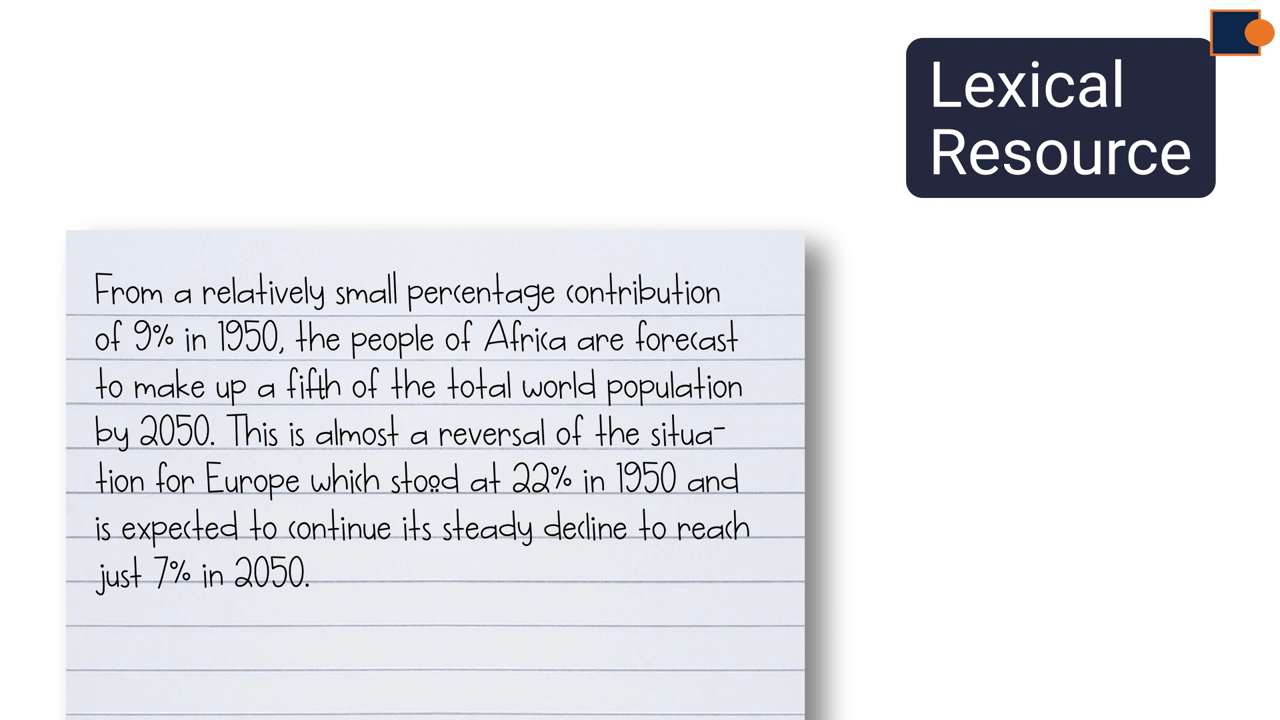 Lexical
Resource
From a relatively small percentage contribution
of 9% in 1950, the people of Africa are forecast
to make up a fifth of the total world population
by 2050. This is almost a reversal of the situa-
tion for Europe which stood at 22% in 1950 and
is expected to continue its steady decline to reach
just 7% in 2050.